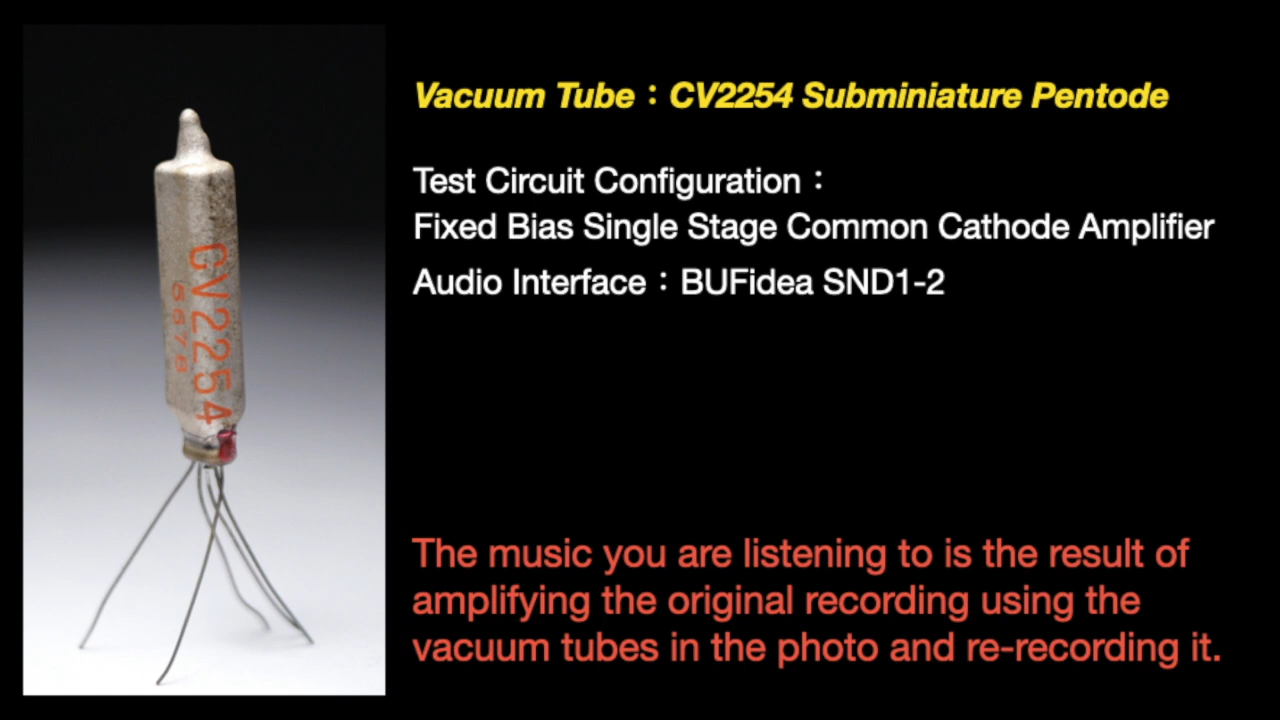 CV2254
5678
Vacuum Tube：CV2254 Subminiature Pentode
Test Circuit Configuration：
Fixed Bias Single Stage Common Cathode Amplifier
Audio Interface：BUFidea SND1-2
The music you are listening to is the result of
amplifying the original recording using the
vacuum tubes in the photo and re-recording it.